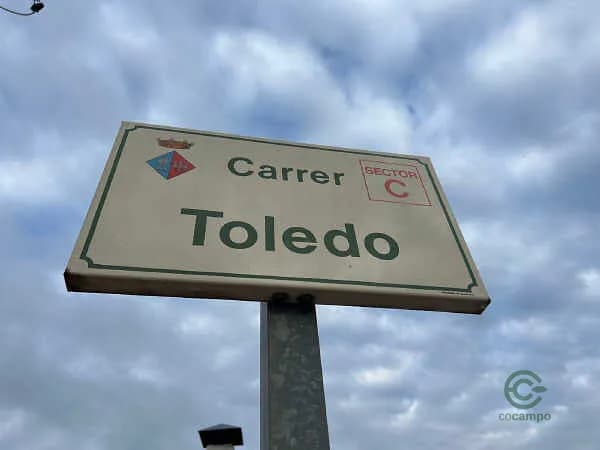 Carrer
SECTOR
C
Toledo
cocampo